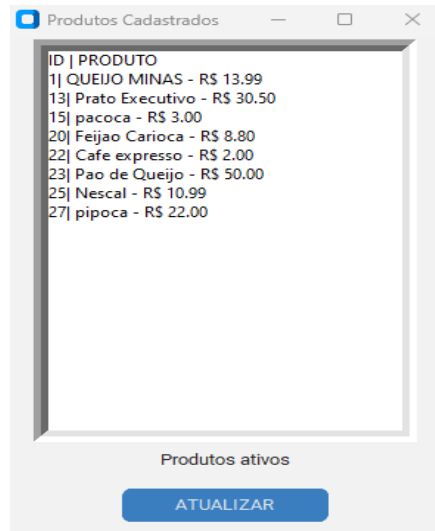 Produtos Cadastrados
ID | PRODUTO
1| QUEIJO MINAS - R$ 13.99
13| Prato Executivo - R$ 30.50
15| pacoca - R$ 3.00
20| Feijao Carioca - R$ 8.80
22| Cafe expresso - R$ 2.00
23| Pao de Queijo - R$ 50.00
25| Nescal - R$ 10.99
27| pipoca - R$ 22.00
Produtos ativos
ATUALIZAR